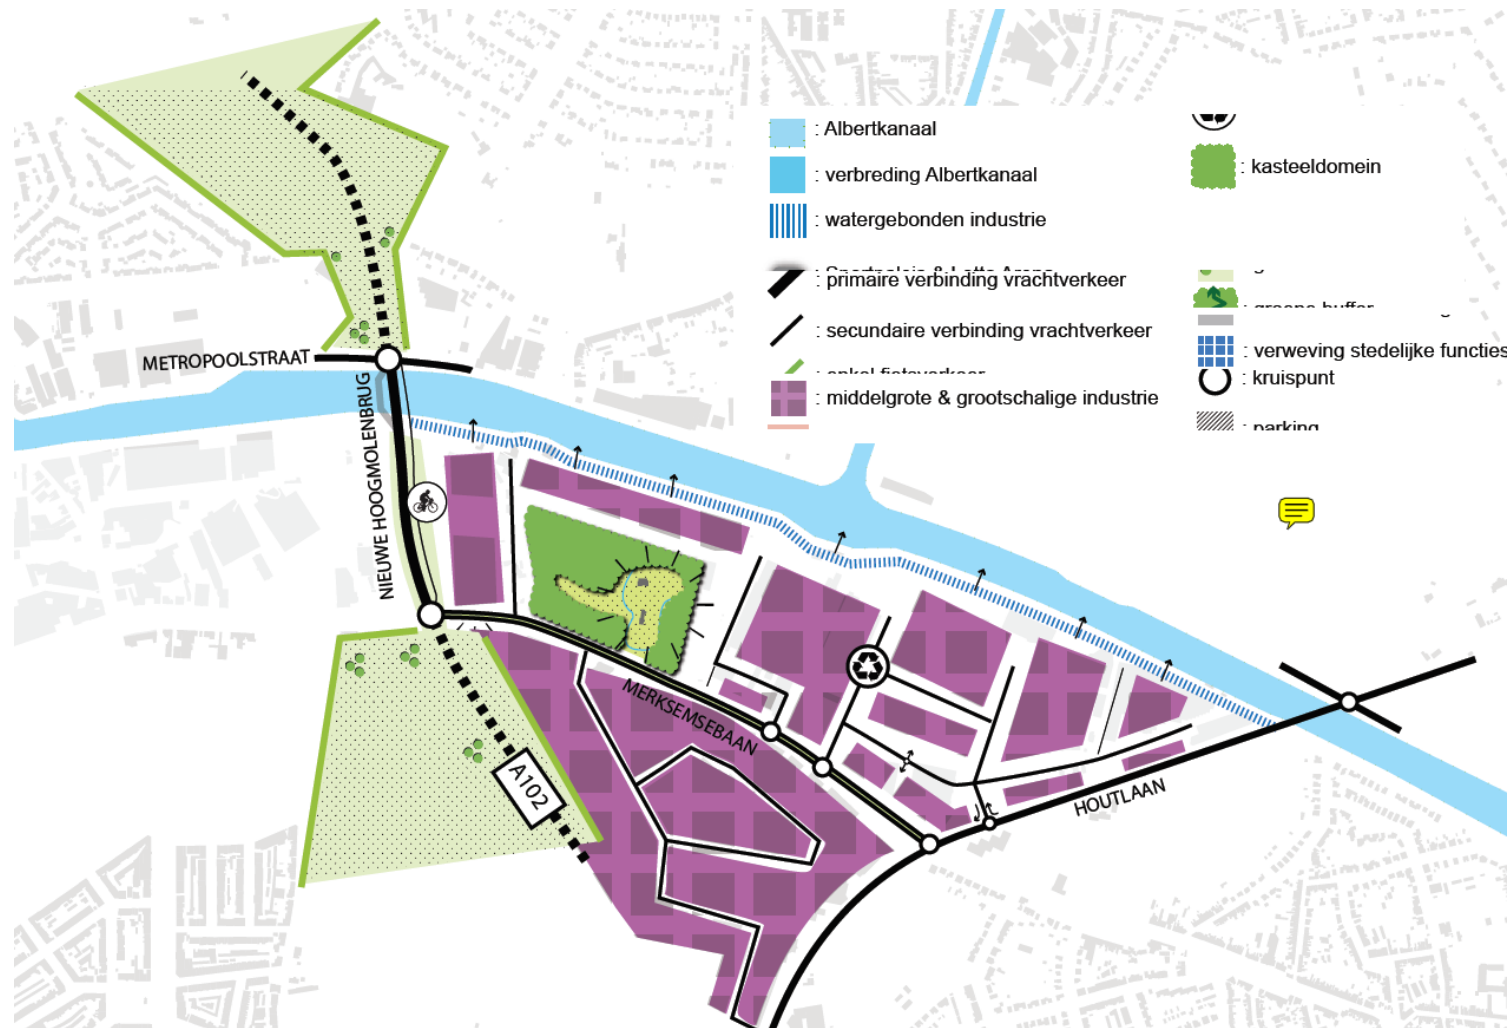 : Albertkanaal
: verbreding Albertkanaal
: watergebonden industrie
: primaire verbinding vrachtverkeer
: secundaire verbinding vrachtverkeer
: middelgrote & grootschalige industrie
: kasteeldomein
: verweving stedelijke functies
: kruispunt
: parking
METROPOOLSTRAAT
NIEUWE HOOGMOLENBRUG
MERKSEMSEBAAN
A102
HOUTLAAN